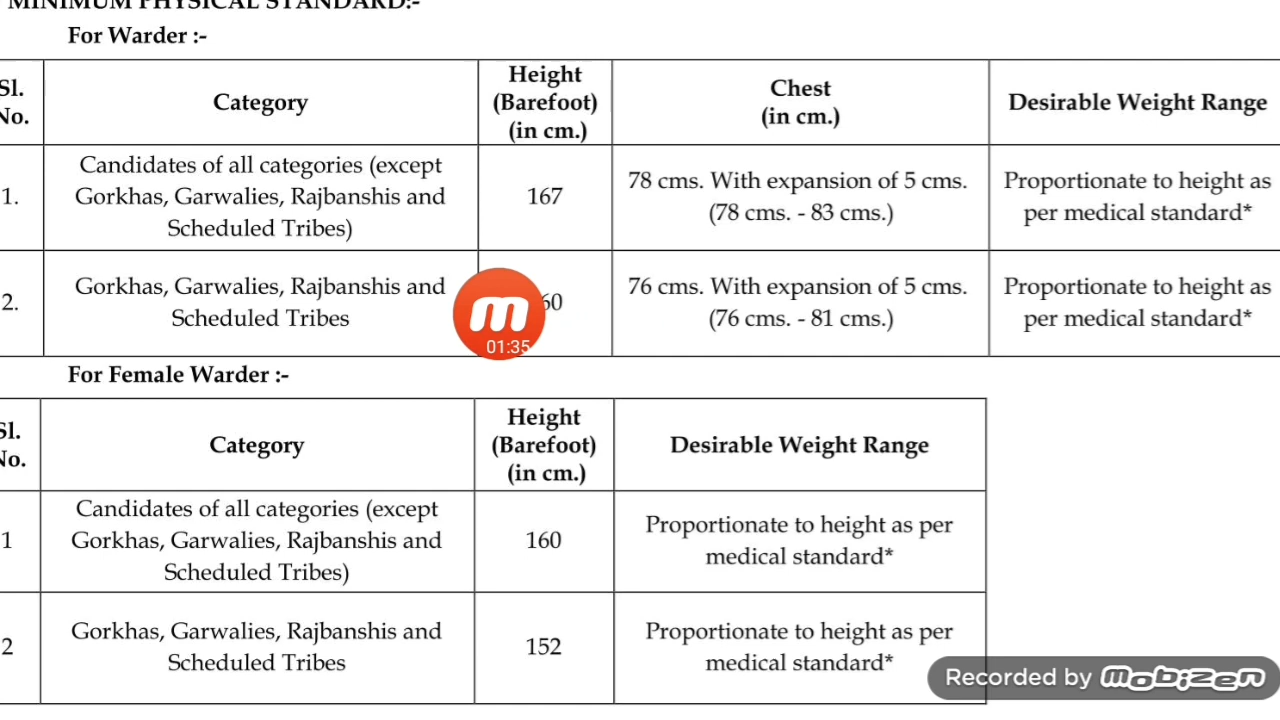 MINIMUM PHYSICAL STANDARD:-
For Warder :-
Sl. No. Category Height (Barefoot) (in cm.) Chest (in cm.) Desirable Weight Range
1. Candidates of all categories (except Gorkhas, Garwalies, Rajbanshis and Scheduled Tribes) 167 78 cms. With expansion of 5 cms. (78 cms. - 83 cms.) Proportionate to height as per medical standard*
2. Gorkhas, Garwalies, Rajbanshis and Scheduled Tribes 76 cms. With expansion of 5 cms. (76 cms. - 81 cms.) Proportionate to height as per medical standard*
01:35
For Female Warder :-
Sl. No. Category Height (Barefoot) (in cm.) Desirable Weight Range
1 Candidates of all categories (except Gorkhas, Garwalies, Rajbanshis and Scheduled Tribes) 160 Proportionate to height as per medical standard*
2 Gorkhas, Garwalies, Rajbanshis and Scheduled Tribes 152 Proportionate to height as per medical standard*
Recorded by mobizen